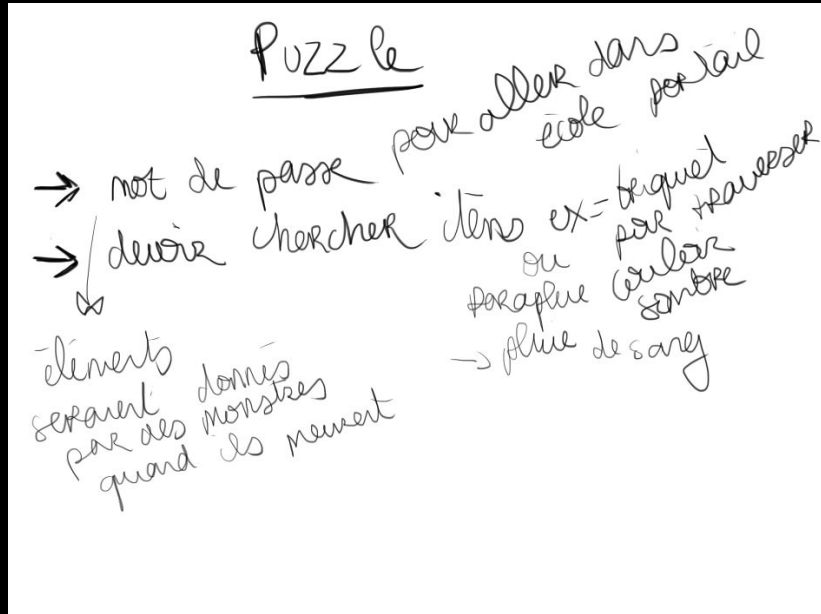 Puzzle
→ mot de passe pour aller dans
école portail
→ devoir chercher items ex = briquet
pour traverser
couloir
sombre
ou
parapluie
→ pluie de sang
éléments
seraient donnés
par des monstres
quand ils meurent